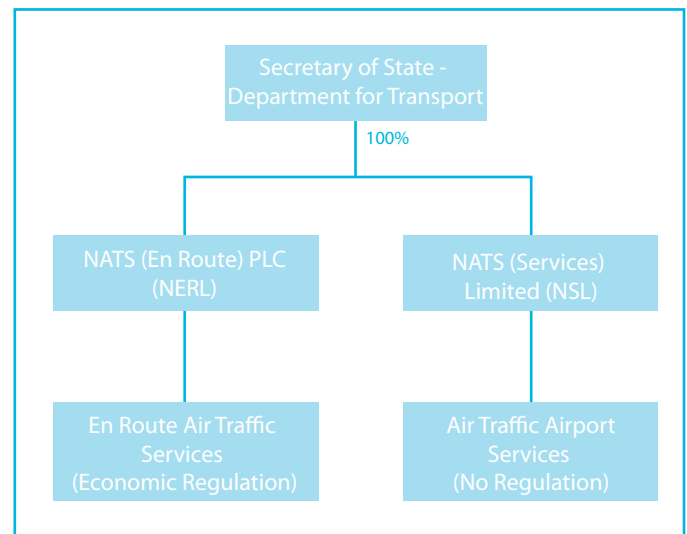 Secretary of State -
Department for Transport
100%
NATS (En Route) PLC
(NERL)
NATS (Services)
Limited (NSL)
En Route Air Traffic
Services
(Economic Regulation)
Air Traffic Airport
Services
(No Regulation)